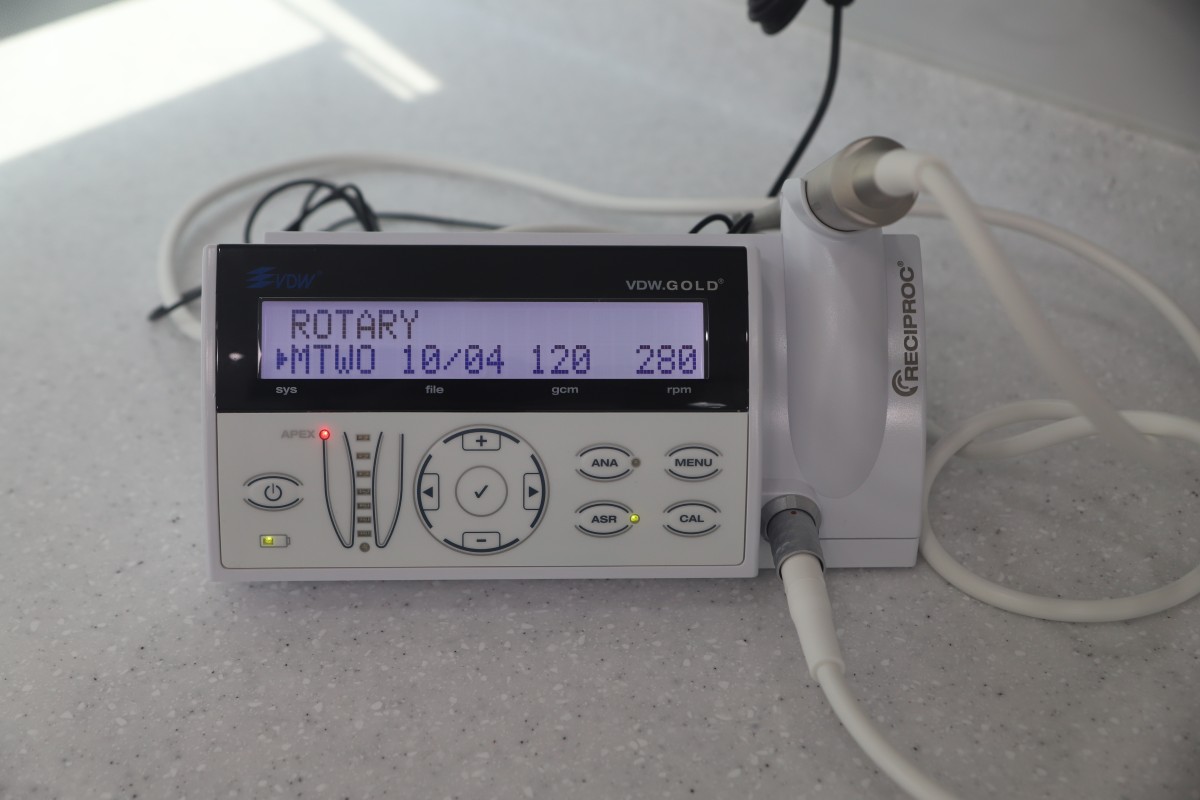 VDW®
VDW.GOLD®
ROTARY
MTWO 10/04 120 280
sys file gcm rpm
APEX
+
ANA MENU
ASR CAL
-
RECIPROC®